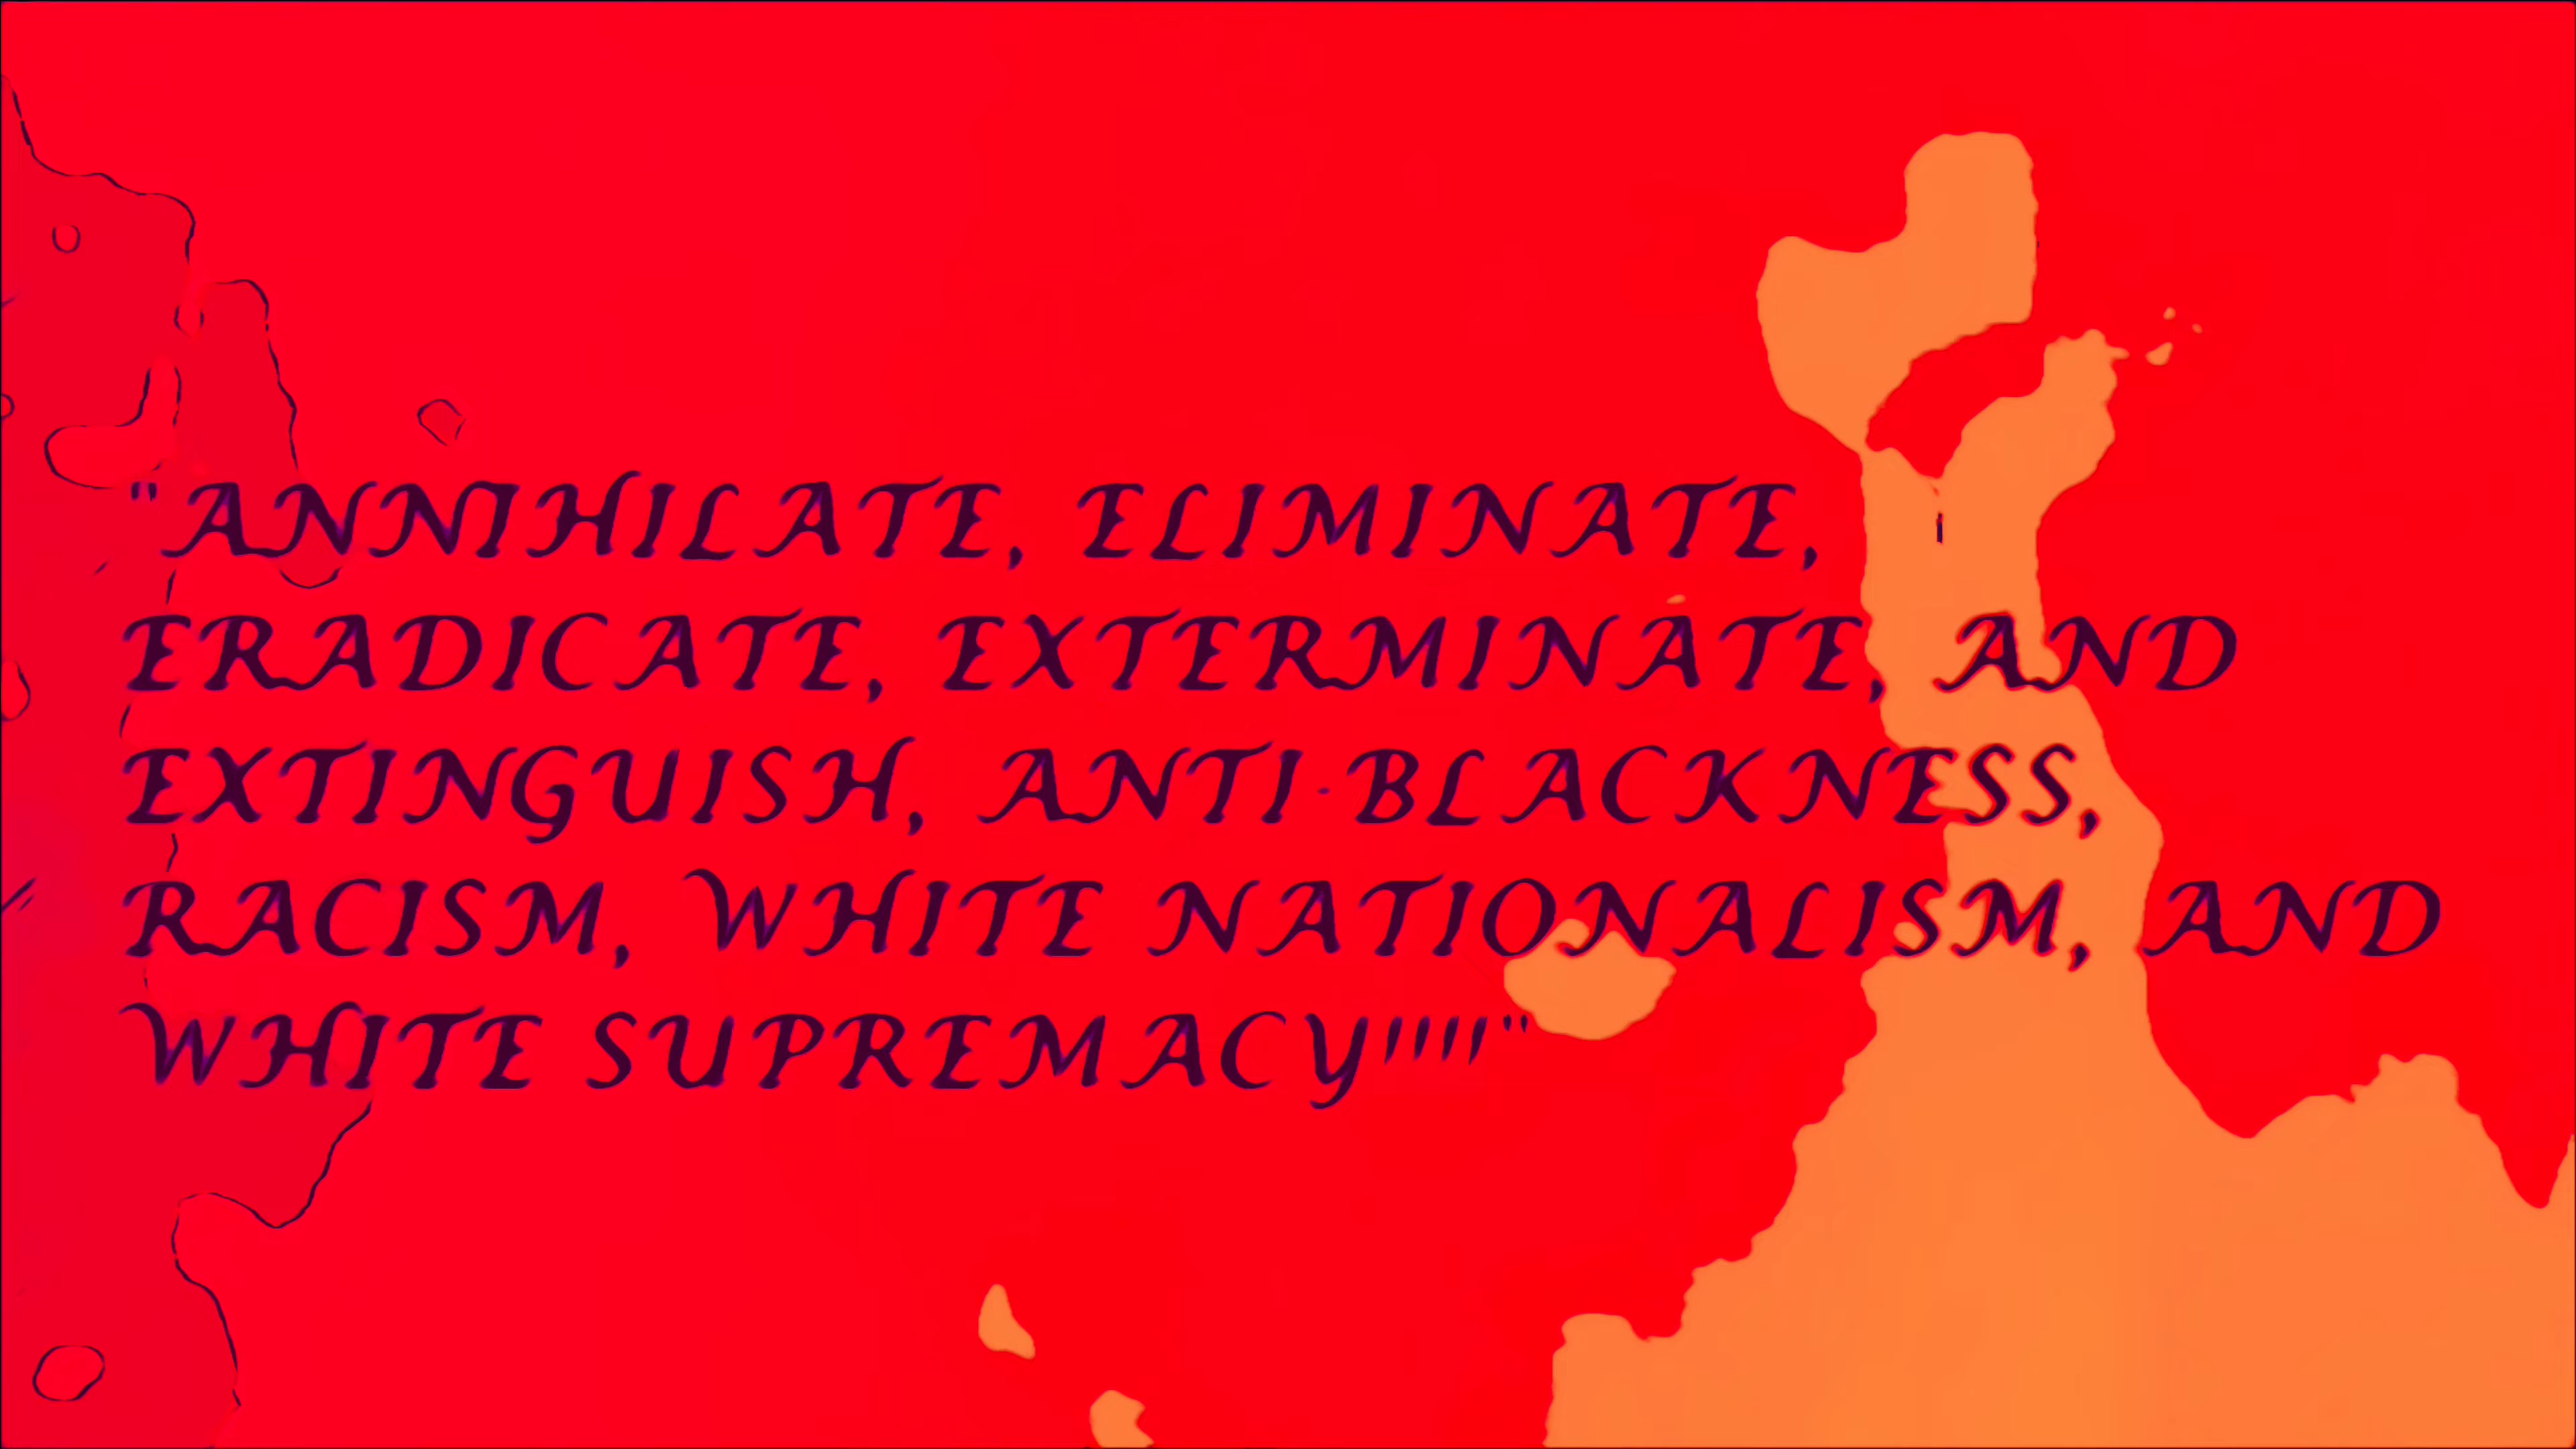 "ANNIHILATE, ELIMINATE,
ERADICATE, EXTERMINATE, AND
EXTINGUISH, ANTI-BLACKNESS,
RACISM, WHITE NATIONALISM, AND
WHITE SUPREMACY!!!!"